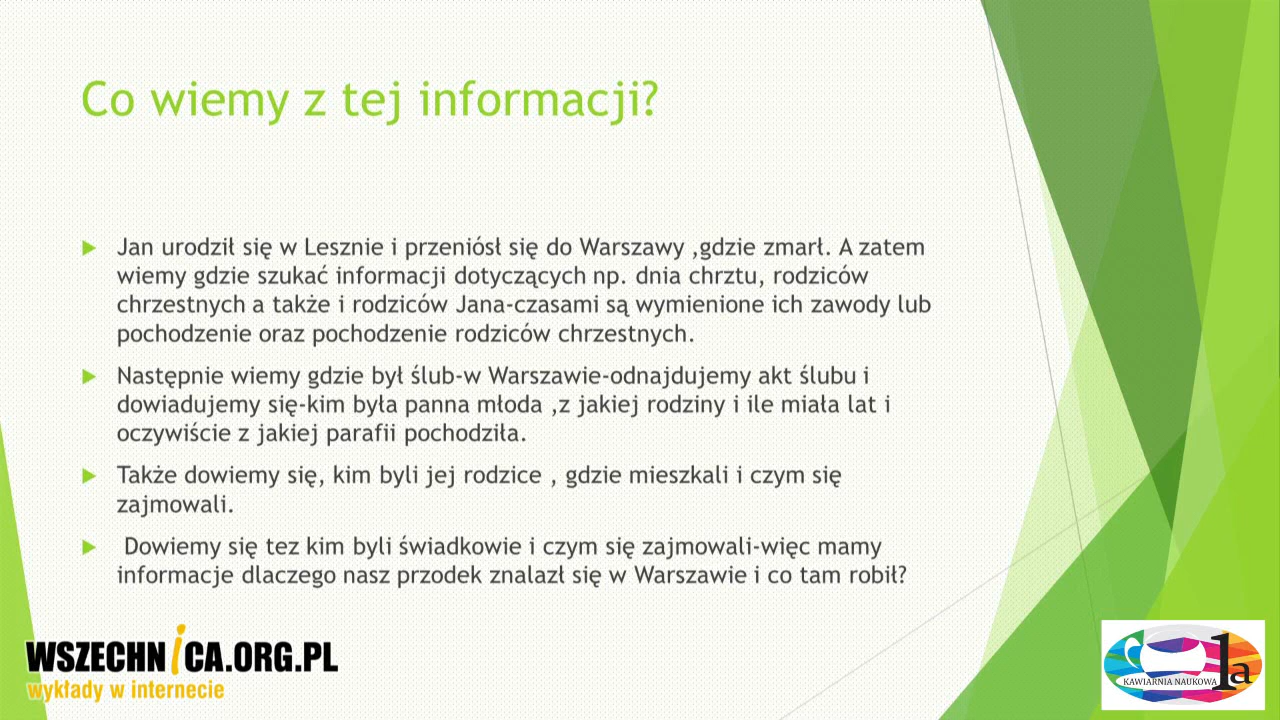 Co wiemy z tej informacji?
Jan urodził się w Lesznie i przeniósł się do Warszawy ,gdzie zmarł. A zatem
wiemy gdzie szukać informacji dotyczących np. dnia chrztu, rodziców
chrzestnych a także i rodziców Jana-czasami są wymienione ich zawody lub
pochodzenie oraz pochodzenie rodziców chrzestnych.
Następnie wiemy gdzie był ślub-w Warszawie-odnajdujemy akt ślubu i
dowiadujemy się-kim była panna młoda ,z jakiej rodziny i ile miała lat i
oczywiście z jakiej parafii pochodziła.
Także dowiemy się, kim byli jej rodzice , gdzie mieszkali i czym się
zajmowali.
Dowiemy się tez kim byli świadkowie i czym się zajmowali-więc mamy
informacje dlaczego nasz przodek znalazł się w Warszawie i co tam robił?
WSZECHNICA.ORG.PL
wykłady w internecie
KAWIARNIA NAUKOWA 1a